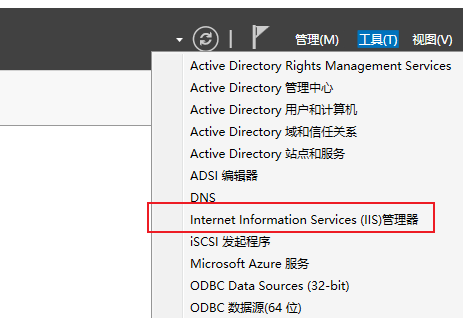 管理(M) 工具(T) 视图(V)
Active Directory Rights Management Services
Active Directory 管理中心
Active Directory 用户和计算机
Active Directory 域和信任关系
Active Directory 站点和服务
ADSI 编辑器
DNS
Internet Information Services (IIS)管理器
iSCSI 发起程序
Microsoft Azure 服务
ODBC Data Sources (32-bit)
ODBC 数据源(64 位)